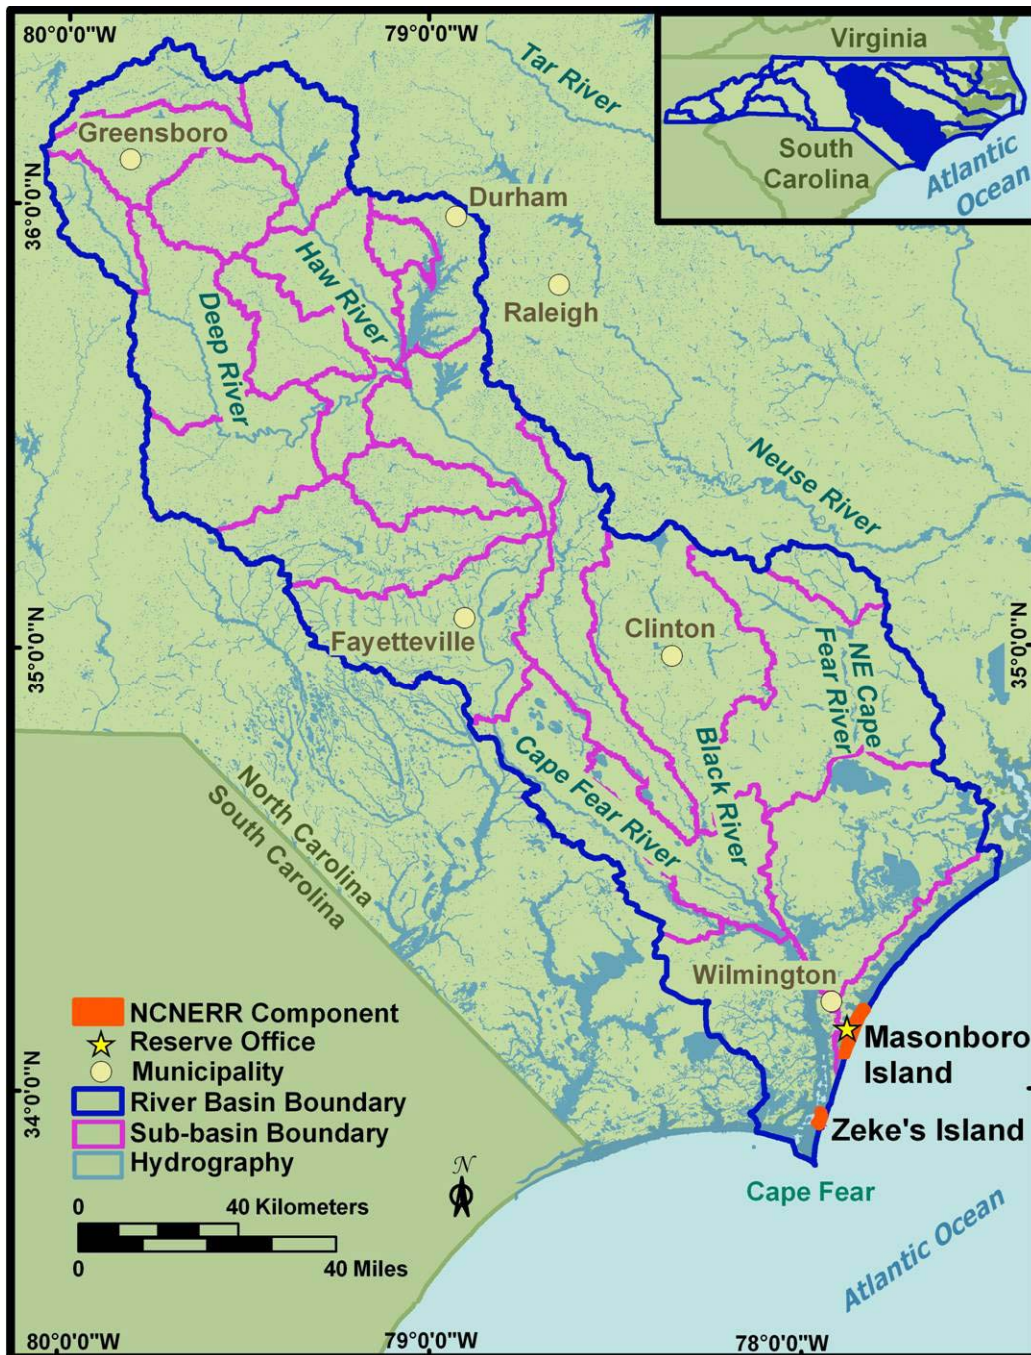 80°0'0"W
79°0'0"W
Virginia
South
Carolina
Atlantic
Ocean
Tar River
Greensboro
36°0'0"N
Durham
Haw River
Raleigh
Deep River
Neuse River
35°0'0"N
Fayetteville
Clinton
35°0'0"N
NE Cape
Fear River
Black River
Cape Fear River
North Carolina
South Carolina
Wilmington
NCNERR Component
Reserve Office
Municipality
River Basin Boundary
Sub-basin Boundary
Hydrography
Masonboro
Island
34°0'0"N
Zeke's Island
N
Cape Fear
0
40 Kilometers
0
40 Miles
Atlantic Ocean
80°0'0"W
79°0'0"W
78°0'0"W